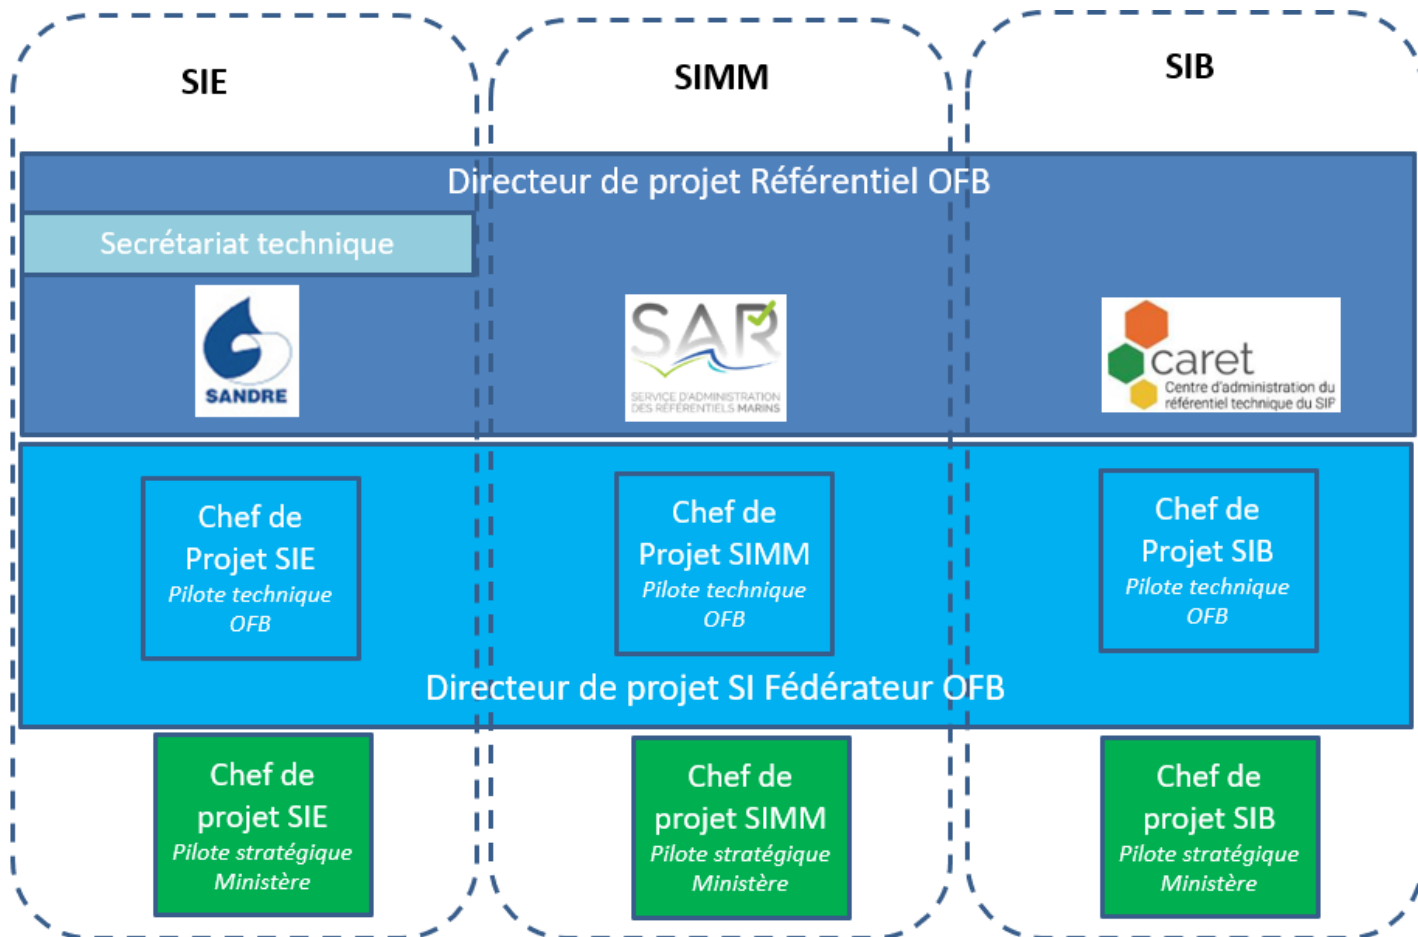 SIE
SIMM
SIB
Directeur de projet Référentiel OFB
Secrétariat technique
SANDRE
SAR
SERVICE D'ADMINISTRATION
DES RÉFÉRENTIELS MARINS
caret
Centre d'administration du
référentiel technique du SIP
Chef de
Projet SIE
Pilote technique
OFB
Chef de
Projet SIMM
Pilote technique
OFB
Chef de
Projet SIB
Pilote technique
OFB
Directeur de projet SI Fédérateur OFB
Chef de
projet SIE
Pilote stratégique
Ministère
Chef de
projet SIMM
Pilote stratégique
Ministère
Chef de
projet SIB
Pilote stratégique
Ministère